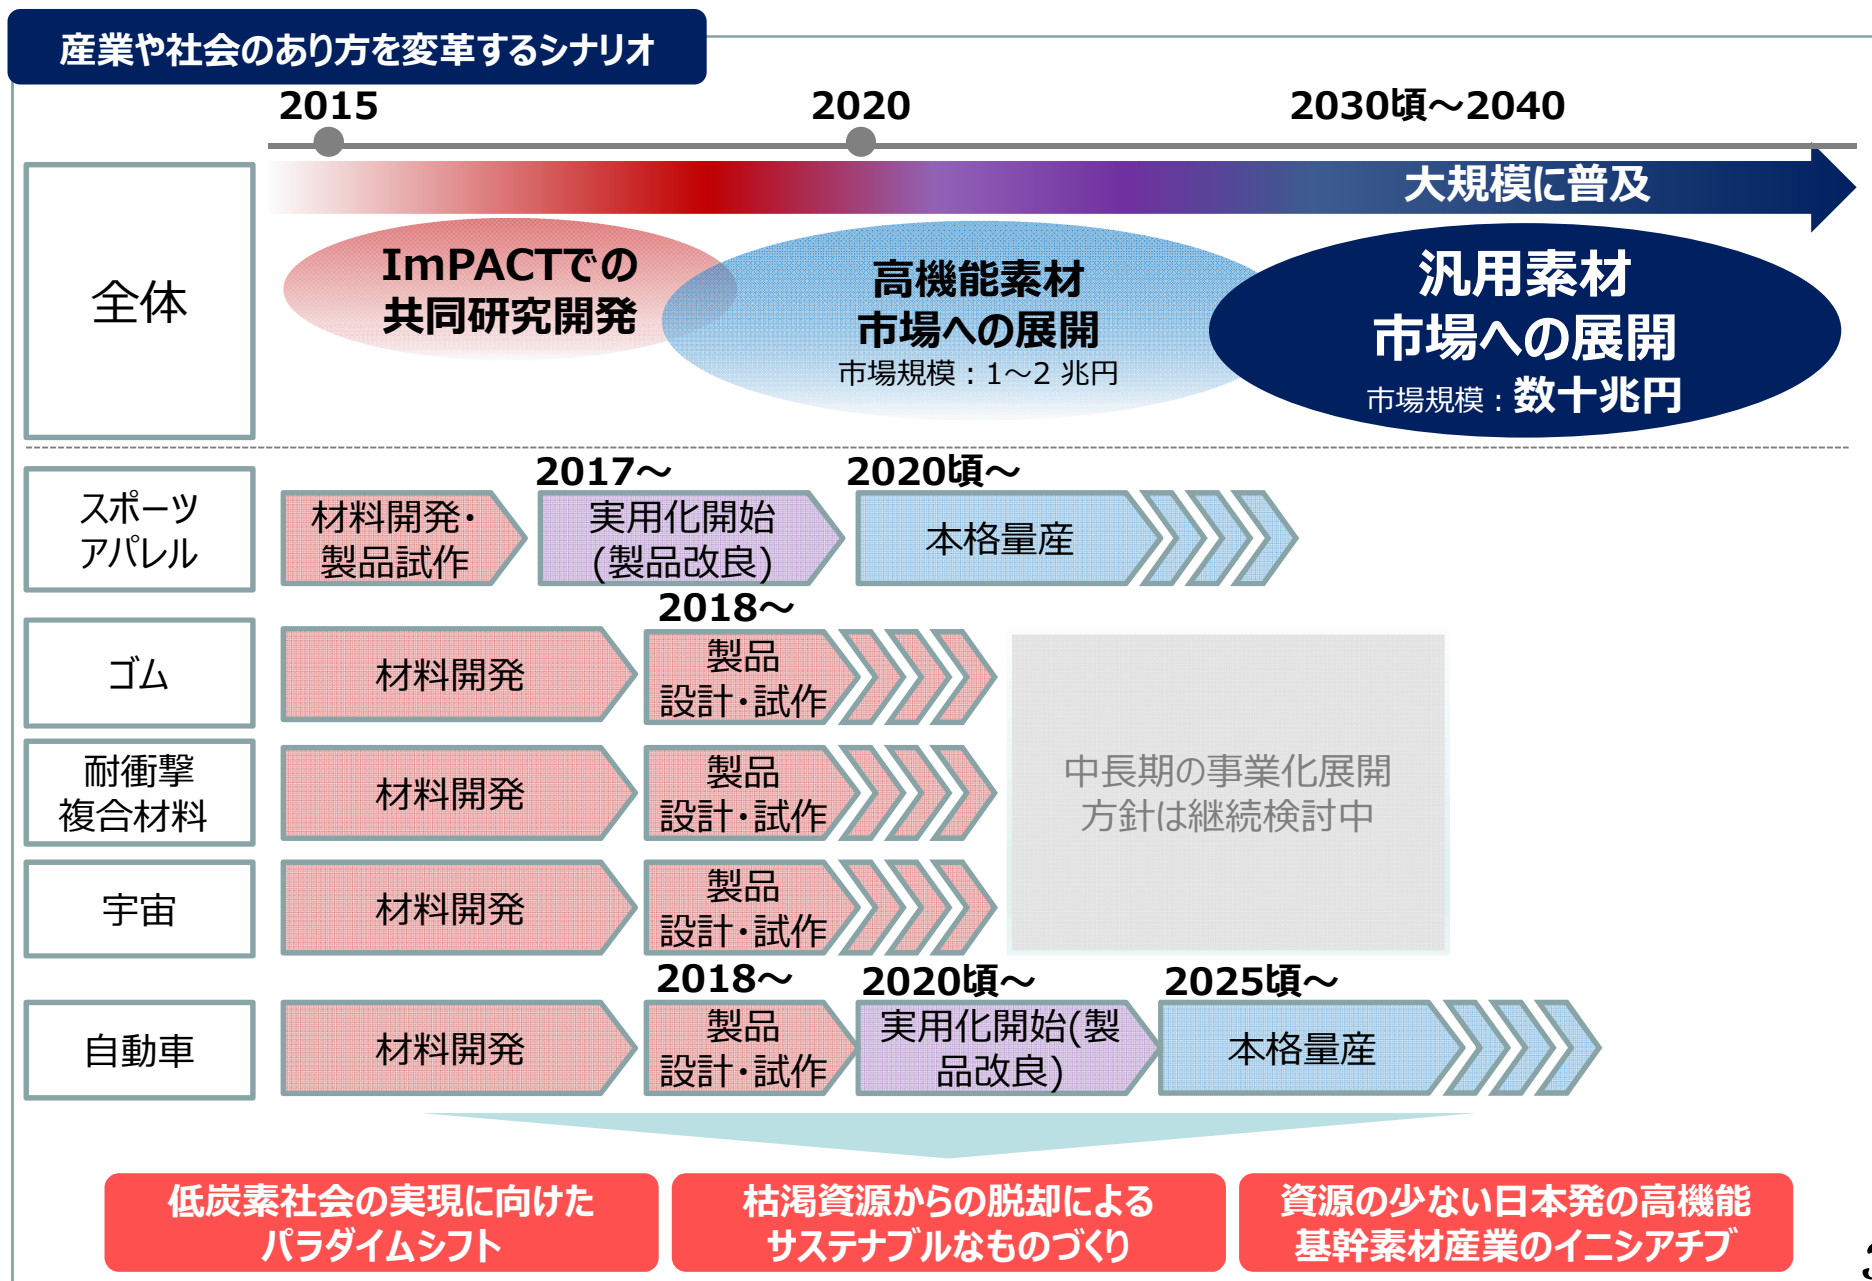 産業や社会のあり方を変革するシナリオ
2015
2020
2030頃～2040
大規模に普及
全体
ImPACTでの
共同研究開発
高機能素材
市場への展開
市場規模：1～2 兆円
汎用素材
市場への展開
市場規模：数十兆円
スポーツ
アパレル
2017～
2020頃～
材料開発・
製品試作
実用化開始
(製品改良)
本格量産
2018～
ゴム
材料開発
製品
設計・試作
耐衝撃
複合材料
材料開発
製品
設計・試作
中長期の事業化展開
方針は継続検討中
宇宙
材料開発
製品
設計・試作
2018～
2020頃～
2025頃～
自動車
材料開発
製品
設計・試作
実用化開始(製
品改良)
本格量産
低炭素社会の実現に向けた
パラダイムシフト
枯渇資源からの脱却による
サステナブルなものづくり
資源の少ない日本発の高機能
基幹素材産業のイニシアチブ